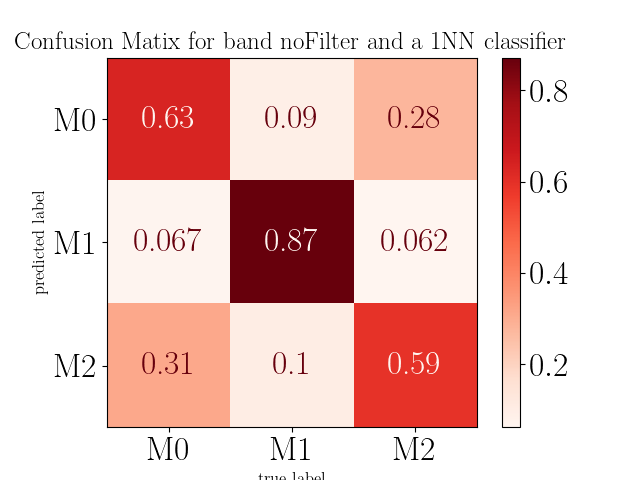 Confusion Matix for band noFilter and a 1NN classifier
M0 0.63 0.09 0.28
M1 0.067 0.87 0.062
M2 0.31 0.1 0.59
M0 M1 M2
predicted label
true label
0.8
0.6
0.4
0.2